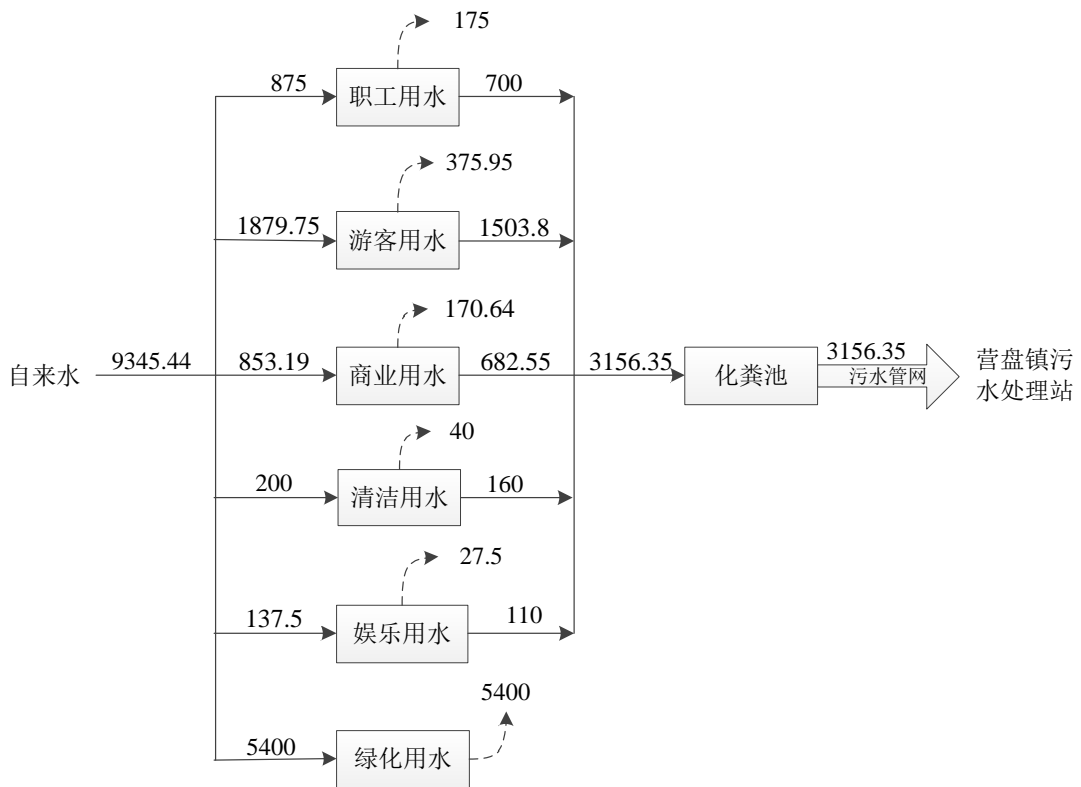 175
875
职工用水
700
375.95
1879.75
游客用水
1503.8
170.64
自来水
9345.44
853.19
商业用水
682.55
3156.35
化粪池
3156.35
污水管网
营盘镇污
水处理站
40
200
清洁用水
160
27.5
137.5
娱乐用水
110
5400
5400
绿化用水